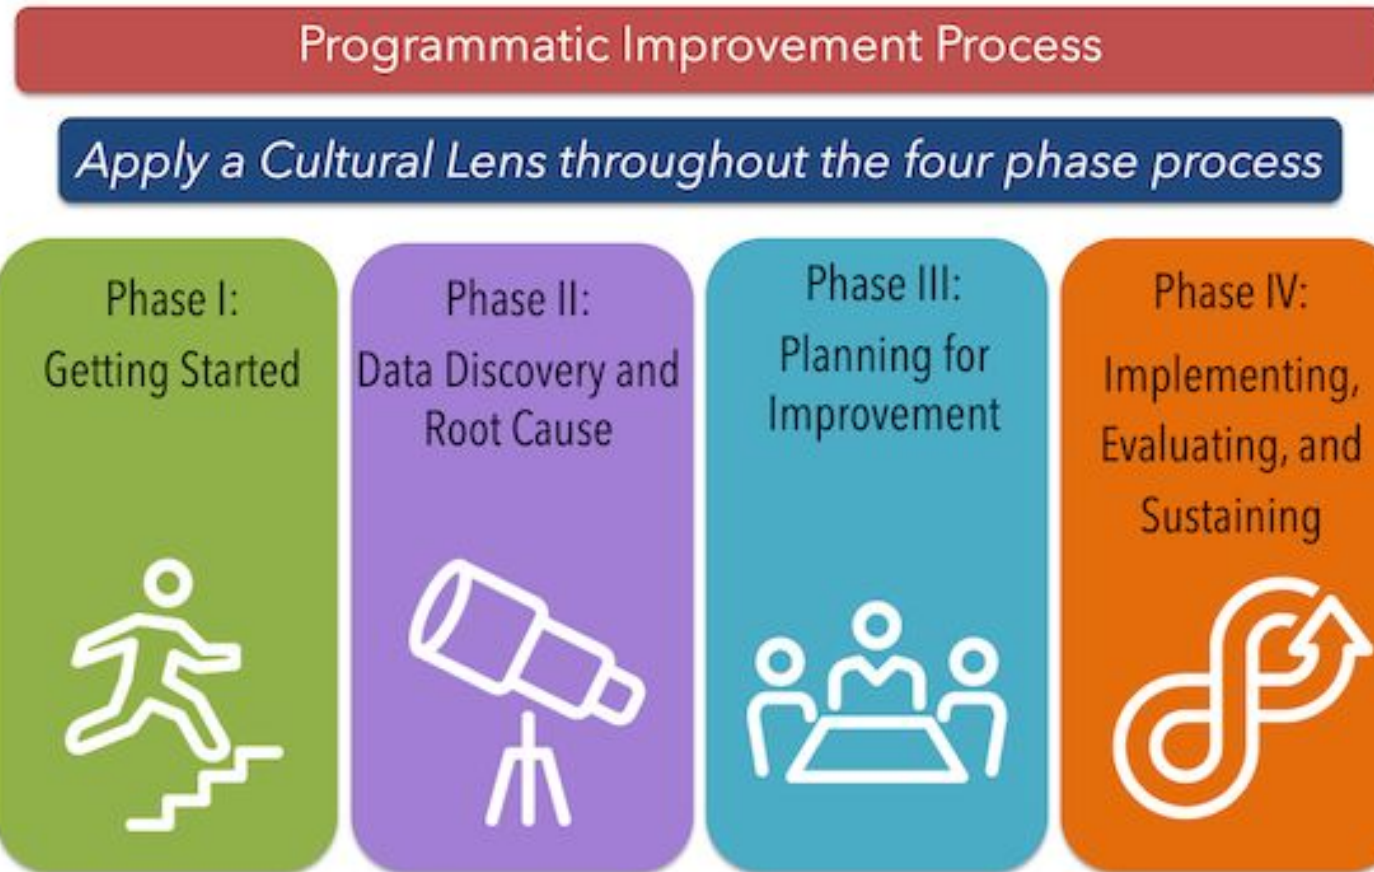 Programmatic Improvement Process
Apply a Cultural Lens throughout the four phase process
Phase I:
Getting Started
Phase II:
Data Discovery and
Root Cause
Phase III:
Planning for
Improvement
Phase IV:
Implementing,
Evaluating, and
Sustaining